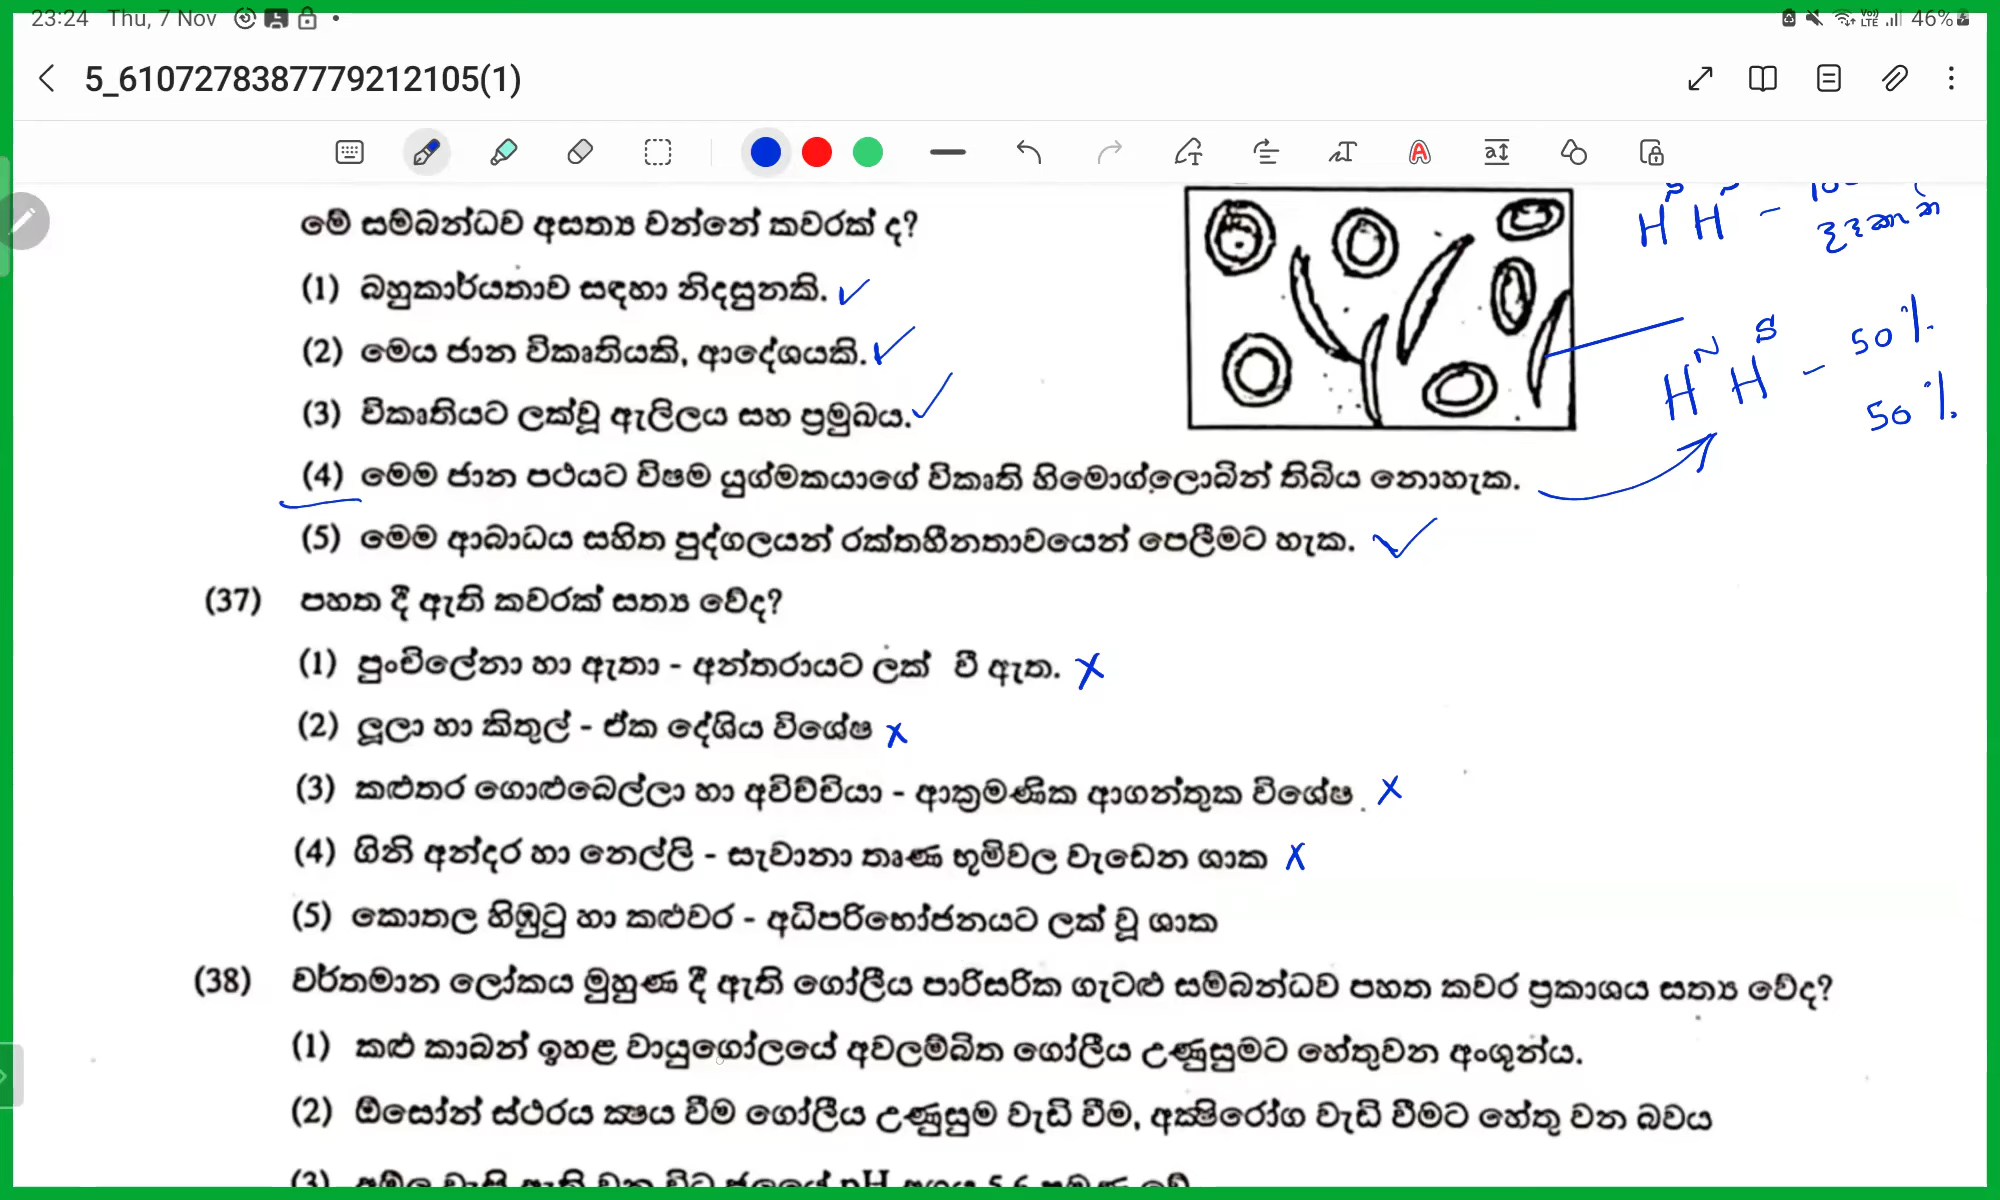 23:24 Thu, 7 Nov
46%
5_6107278387779212105(1)
මේ සම්බන්ධව අසත්‍ය වන්නේ කවරක් ද?
(1) බහුකාර්යතාව සඳහා නිදසුනකි.
(2) මෙය ජාන විකෘතියකි, ආදේශයකි.
(3) විකෘතියට ලක්වූ ඇලිලය සහ ප්‍රමුඛය.
(4) මෙම ජාන පථයට විෂම යුග්මකයාගේ විකෘති හිමොග්ලොබින් තිබිය නොහැක.
(5) මෙම ආබාධය සහිත පුද්ගලයන් රක්තහීනතාවයෙන් පෙලීමට හැක.
H H -
H N H S - 50 %
50 %.
(37) පහත දී ඇති කවරක් සත්‍ය වේද?
(1) පුංචිලේනා හා ඇතා - අන්තරායට ලක් වී ඇත. X
(2) ලූලා හා කිතුල් - ඒක දේශිය විශේෂ X
(3) කළුතර ගොළුබෙල්ලා හා අවිච්චියා - ආක්‍රමණික ආගන්තුක විශේෂ . X
(4) ගිනි අන්දර හා නෙල්ලි - සැවානා තෘණ භූමිවල වැඩෙන ශාක X
(5) කොතල හිඹුටු හා කළුවර - අධිපරිභෝජනයට ලක් වූ ශාක
(38) වර්තමාන ලෝකය මුහුණ දී ඇති ගෝලීය පාරිසරික ගැටළු සම්බන්ධව පහත කවර ප්‍රකාශය සත්‍ය වේද?
(1) කළු කාබන් ඉහළ වායුගෝලයේ අවලම්බිත ගෝලීය උණුසුමට හේතුවන අංශූන්ය.
(2) ඕසෝන් ස්ථරය ක්‍ෂය වීම ගෝලීය උණුසුම වැඩි වීම, අක්‍ෂිරෝග වැඩි වීමට හේතු වන බවය